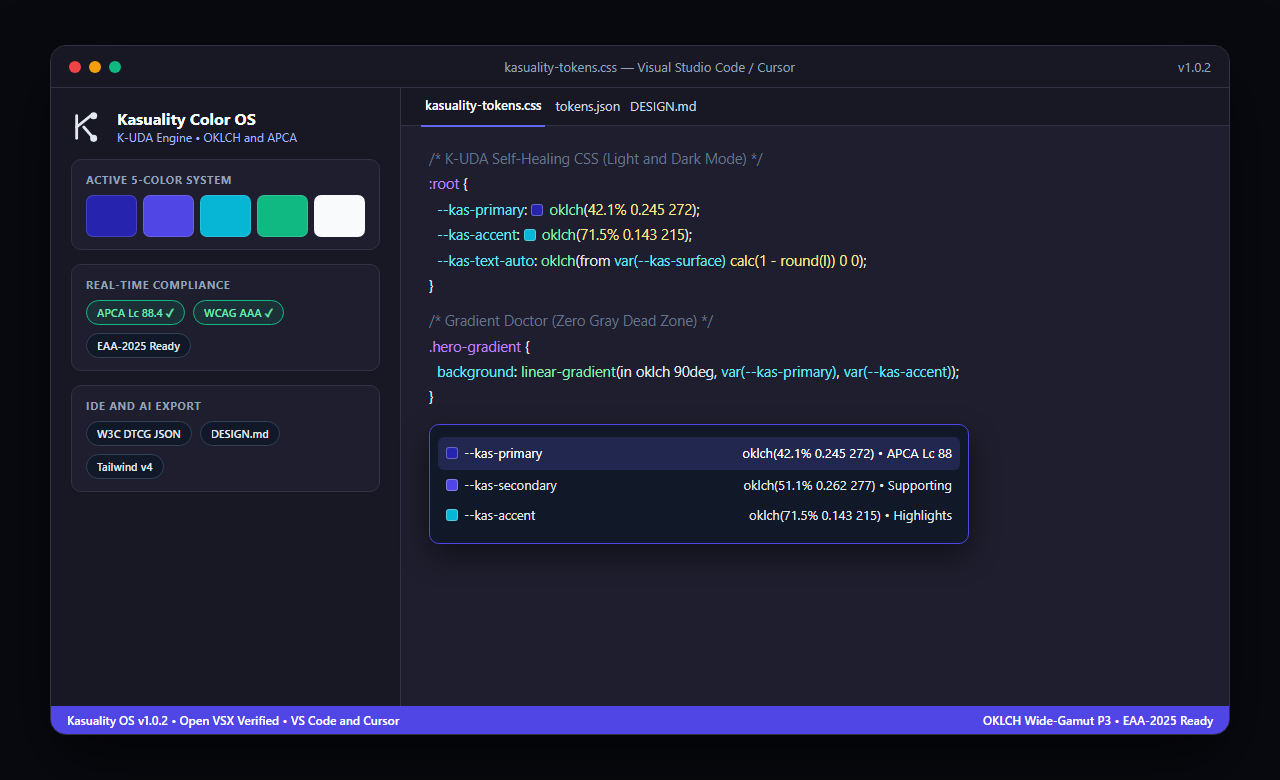 kasuality-tokens.css — Visual Studio Code / Cursor
v1.0.2
Kasuality Color OS
K-UDA Engine • OKLCH and APCA
ACTIVE 5-COLOR SYSTEM
REAL-TIME COMPLIANCE
APCA Lc 88.4 ✓ WCAG AAA ✓
EAA-2025 Ready
IDE AND AI EXPORT
W3C DTCG JSON DESIGN.md
Tailwind v4
kasuality-tokens.css tokens.json DESIGN.md
/* K-UDA Self-Healing CSS (Light and Dark Mode) */
:root {
--kas-primary: oklch(42.1% 0.245 272);
--kas-accent: oklch(71.5% 0.143 215);
--kas-text-auto: oklch(from var(--kas-surface) calc(1 - round(l)) 0 0);
}
/* Gradient Doctor (Zero Gray Dead Zone) */
.hero-gradient {
background: linear-gradient(in oklch 90deg, var(--kas-primary), var(--kas-accent));
}
--kas-primary oklch(42.1% 0.245 272) • APCA Lc 88
--kas-secondary oklch(51.1% 0.262 277) • Supporting
--kas-accent oklch(71.5% 0.143 215) • Highlights
Kasuality OS v1.0.2 • Open VSX Verified • VS Code and Cursor
OKLCH Wide-Gamut P3 • EAA-2025 Ready